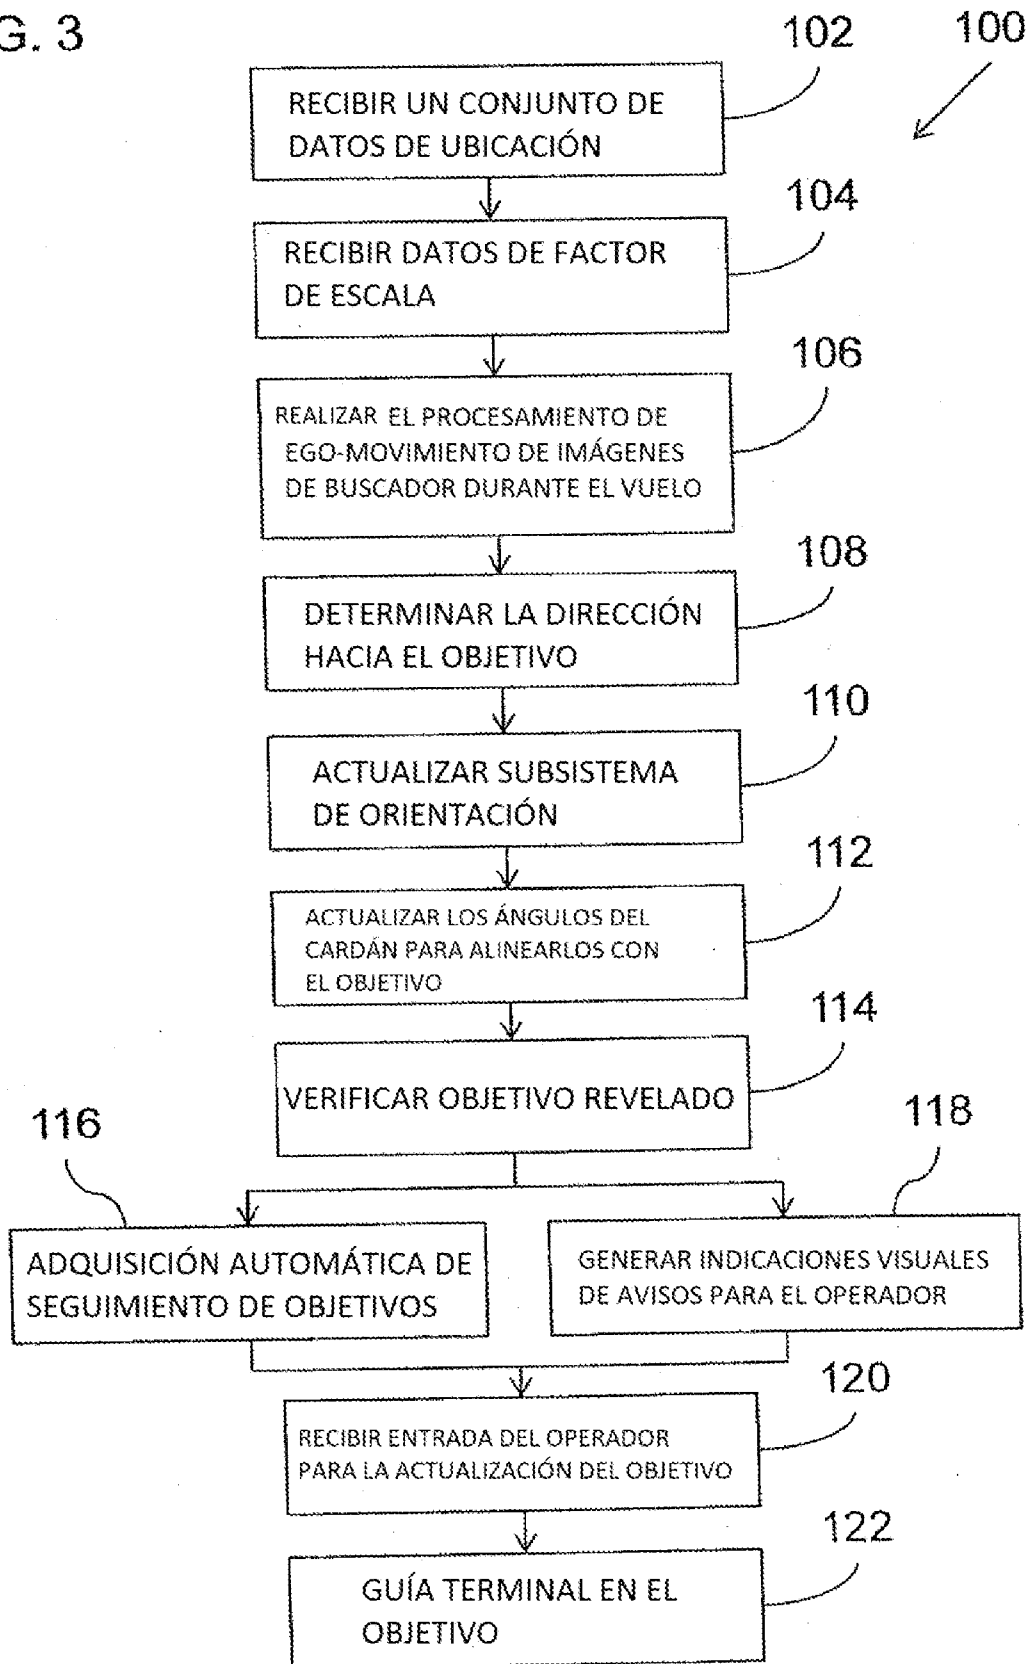 G. 3
100
102
RECIBIR UN CONJUNTO DE
DATOS DE UBICACIÓN
104
RECIBIR DATOS DE FACTOR
DE ESCALA
106
REALIZAR EL PROCESAMIENTO DE
EGO-MOVIMIENTO DE IMÁGENES
DE BUSCADOR DURANTE EL VUELO
108
DETERMINAR LA DIRECCIÓN
HACIA EL OBJETIVO
110
ACTUALIZAR SUBSISTEMA
DE ORIENTACIÓN
112
ACTUALIZAR LOS ÁNGULOS DEL
CARDÁN PARA ALINEARLOS CON
EL OBJETIVO
114
VERIFICAR OBJETIVO REVELADO
116
ADQUISICIÓN AUTOMÁTICA DE
SEGUIMIENTO DE OBJETIVOS
118
GENERAR INDICACIONES VISUALES
DE AVISOS PARA EL OPERADOR
120
RECIBIR ENTRADA DEL OPERADOR
PARA LA ACTUALIZACIÓN DEL OBJETIVO
122
GUÍA TERMINAL EN EL
OBJETIVO